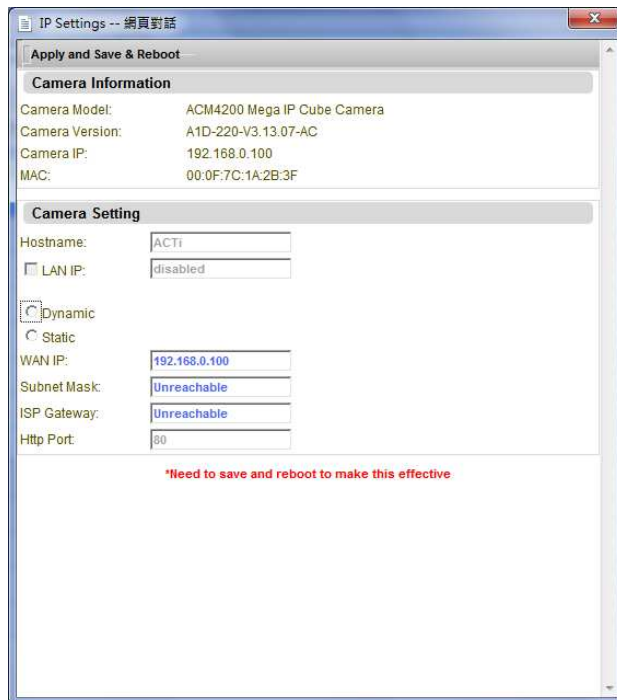 IP Settings -- 網頁對話
Apply and Save & Reboot
Camera Information
Camera Model: ACM4200 Mega IP Cube Camera
Camera Version: A1D-220-V3.13.07-AC
Camera IP: 192.168.0.100
MAC: 00:0F:7C:1A:2B:3F
Camera Setting
Hostname: ACTi
LAN IP: disabled
Dynamic
Static
WAN IP: 192.168.0.100
Subnet Mask: Unreachable
ISP Gateway: Unreachable
Http Port: 80
*Need to save and reboot to make this effective